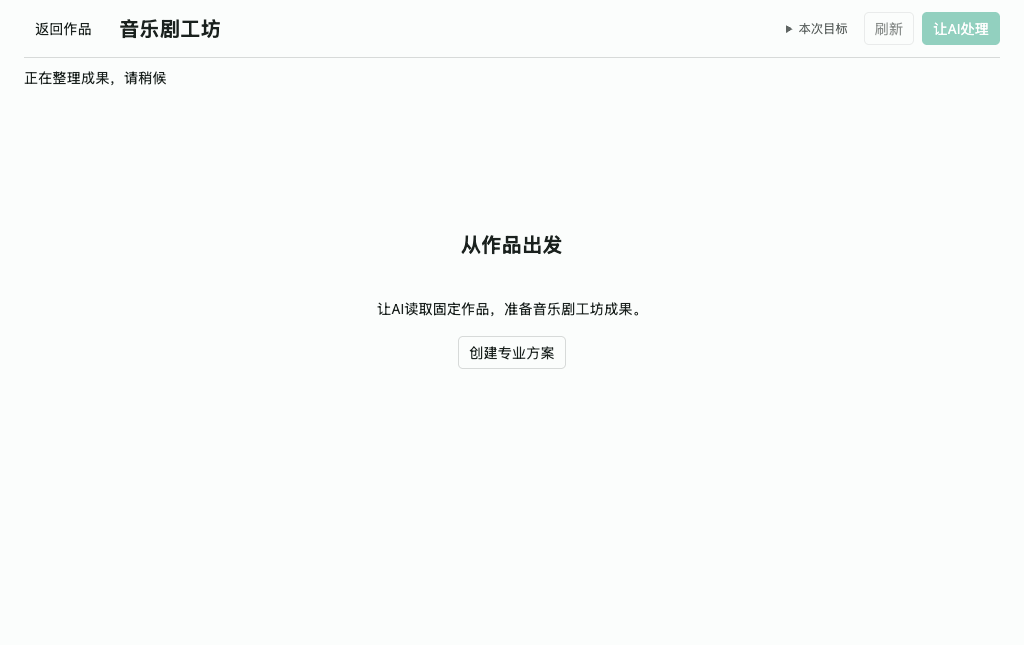 返回作品 音乐剧工坊 本次目标 刷新 让AI处理
正在整理成果，请稍候
从作品出发
让AI读取固定作品，准备音乐剧工坊成果。
创建专业方案